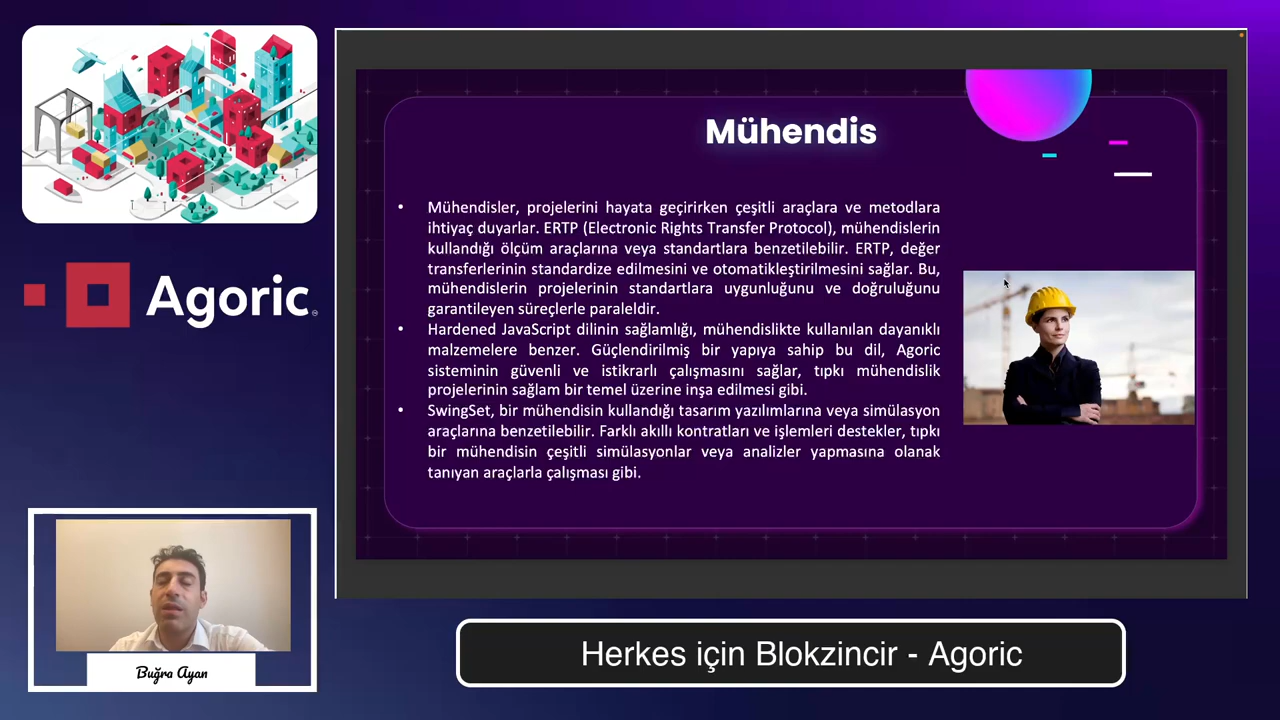 Mühendis
• Mühendisler, projelerini hayata geçirirken çeşitli araçlara ve metodlara
ihtiyaç duyarlar. ERTP (Electronic Rights Transfer Protocol), mühendislerin
kullandığı ölçüm araçlarına veya standartlara benzetilebilir. ERTP, değer
transferlerinin standardize edilmesini ve otomatikleştirilmesini sağlar. Bu,
mühendislerin projelerinin standartlara uygunluğunu ve doğruluğunu
garantileyen süreçlerle paraleldir.
• Hardened JavaScript dilinin sağlamlığı, mühendislikte kullanılan dayanıklı
malzemelere benzer. Güçlendirilmiş bir yapıya sahip bu dil, Agoric
sisteminin güvenli ve istikrarlı çalışmasını sağlar, tıpkı mühendislik
projelerinin sağlam bir temel üzerine inşa edilmesi gibi.
• SwingSet, bir mühendisin kullandığı tasarım yazılımlarına veya simülasyon
araçlarına benzetilebilir. Farklı akıllı kontratları ve işlemleri destekler, tıpkı
bir mühendisin çeşitli simülasyonlar veya analizler yapmasına olanak
tanıyan araçlarla çalışması gibi.
Agoric
Buğra Ayan
Herkes için Blokzincir - Agoric